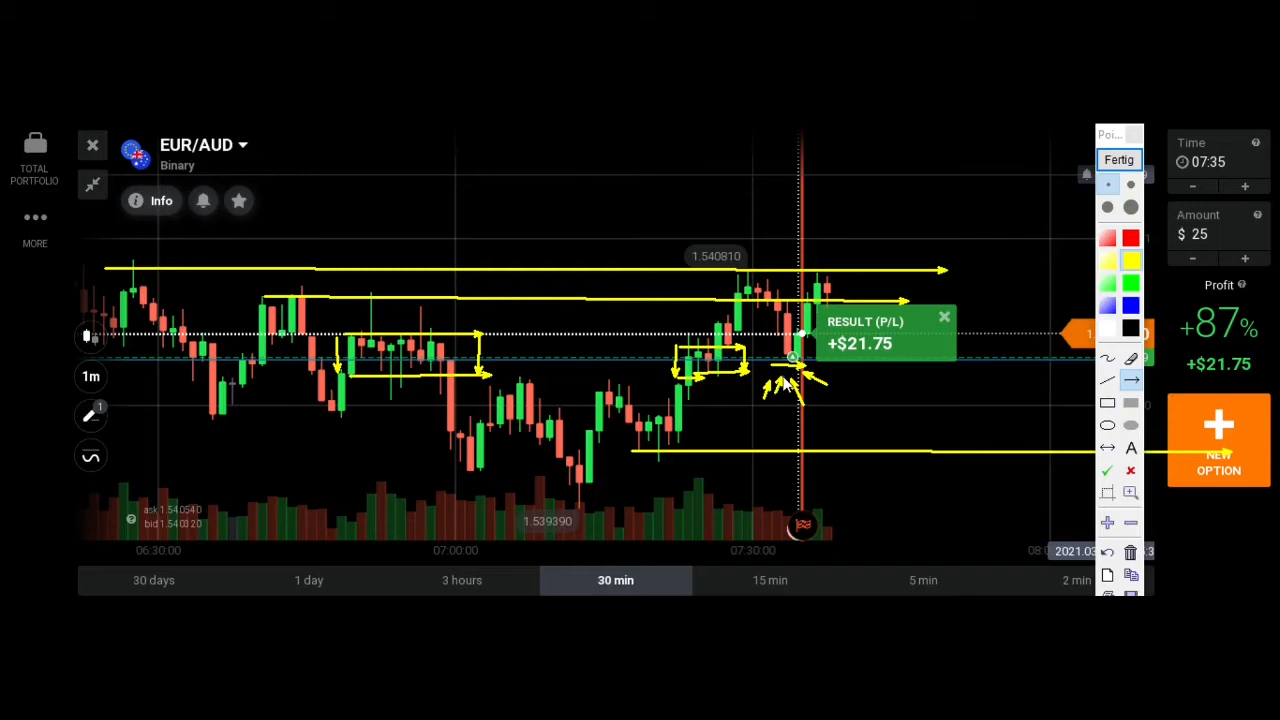 TOTAL
PORTFOLIO
MORE
EUR/AUD
Binary
Info
1m
1
1.540810
RESULT (P/L)
+$21.75
1.539390
ask 1.540540
bid 1.540320
06:30:00
07:00:00
07:30:00
2021.03
30 days
1 day
3 hours
30 min
15 min
5 min
2 min
Fertig
A
Time
07:35
Amount
$ 25
Profit
+87%
+$21.75
NEW
OPTION